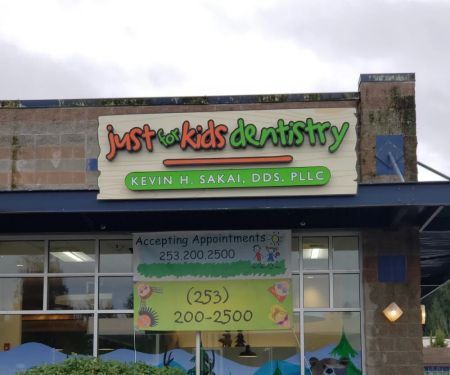 just for kids dentistry
KEVIN H. SAKAI, DDS, PLLC
Accepting Appointments
253.200.2500
(253)
200-2500